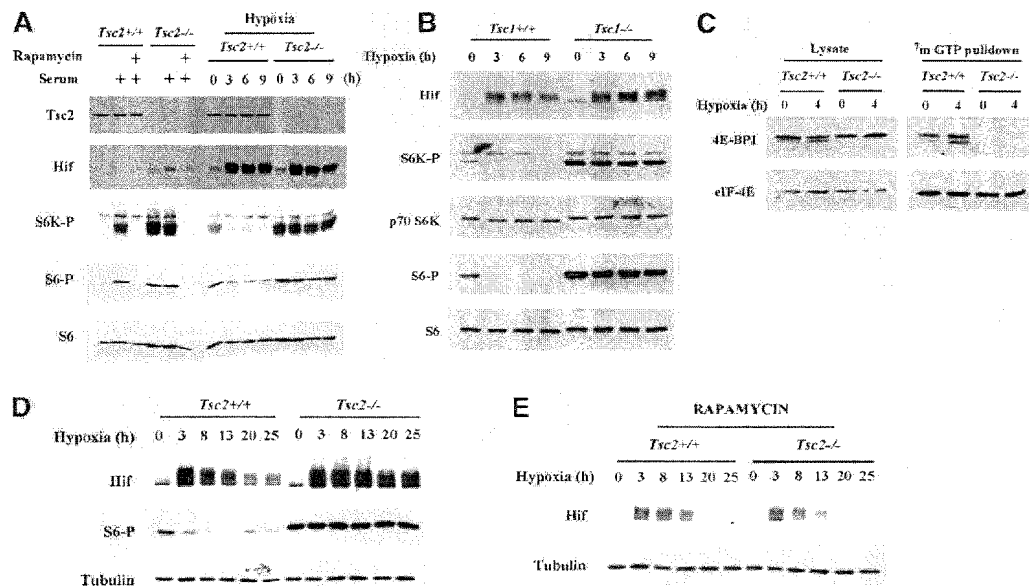 A
Hypoxia
Tsc2+/+ Tsc2-/- Tsc2+/+ Tsc2-/-
Rapamycin + +
Serum + + + + 0 3 6 9 0 3 6 9 (h)
Tsc2
Hif
S6K-P
S6-P
S6
B
Tsc1+/+ Tsc1-/-
Hypoxia (h) 0 3 6 9 0 3 6 9
Hif
S6K-P
p70 S6K
S6-P
S6
C
Lysate 7m GTP pulldown
Tsc2+/+ Tsc2-/- Tsc2+/+ Tsc2-/-
Hypoxia (h) 0 4 0 4 0 4 0 4
4E-BP1
eIF-4E
D
Tsc2+/+ Tsc2-/-
Hypoxia (h) 0 3 8 13 20 25 0 3 8 13 20 25
Hif
S6-P
Tubulin
E
RAPAMYCIN
Tsc2+/+ Tsc2-/-
Hypoxia (h) 0 3 8 13 20 25 0 3 8 13 20 25
Hif
Tubulin